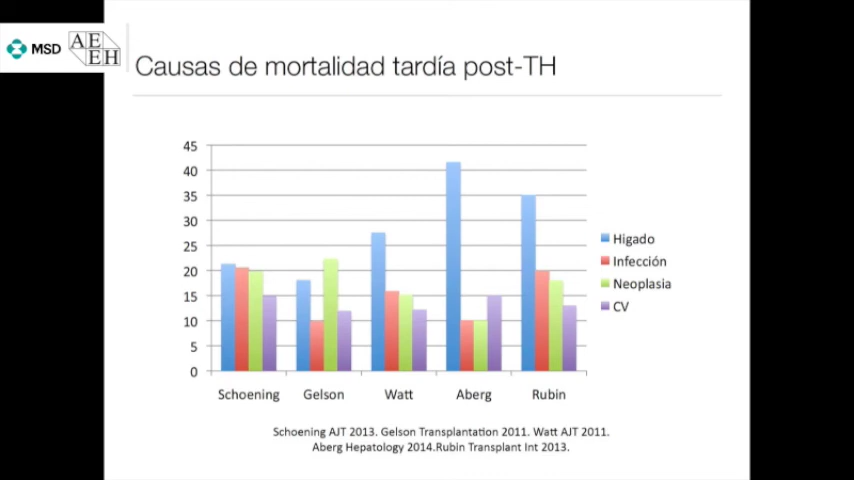 MSD
AE
EH
Causas de mortalidad tardía post-TH
45
40
35
30
25
20
15
10
5
0
Schoening Gelson Watt Aberg Rubin
Higado
Infección
Neoplasia
CV
Schoening AJT 2013. Gelson Transplantation 2011. Watt AJT 2011.
Aberg Hepatology 2014.Rubin Transplant Int 2013.